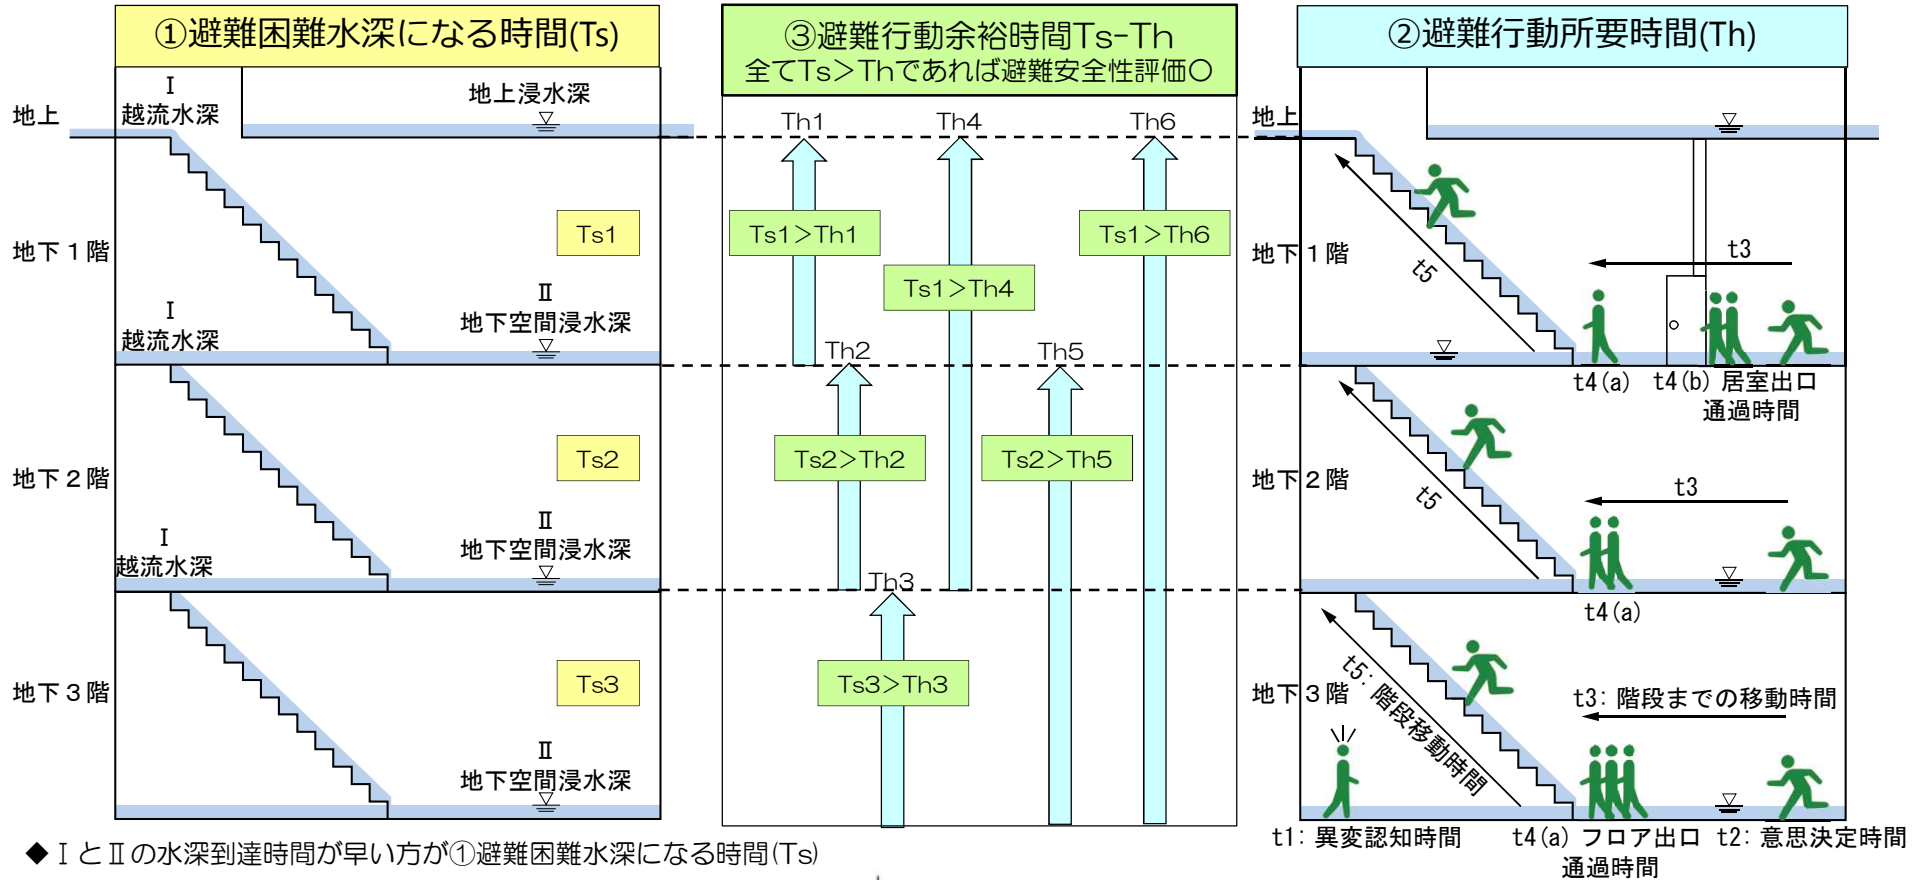 ①避難困難水深になる時間(Ts)
Ⅰ
越流水深
地上浸水深
地上
地下1階
Ts1
Ⅰ
越流水深
Ⅱ
地下空間浸水深
地下2階
Ts2
Ⅰ
越流水深
Ⅱ
地下空間浸水深
地下3階
Ts3
Ⅱ
地下空間浸水深
③避難行動余裕時間Ts-Th
全てTs>Thであれば避難安全性評価〇
Th1
Th4
Th6
Ts1>Th1
Ts1>Th6
Ts1>Th4
Th2
Th5
Ts2>Th2
Ts2>Th5
Th3
Ts3>Th3
②避難行動所要時間(Th)
地上
地下1階
t3
t5
t4(a)
t4(b) 居室出口
通過時間
地下2階
t3
t5
t4(a)
地下3階
t5: 階段移動時間
t3: 階段までの移動時間
t1: 異変認知時間
t4(a) フロア出口
通過時間
t2: 意思決定時間
◆ⅠとⅡの水深到達時間が早い方が①避難困難水深になる時間(Ts)